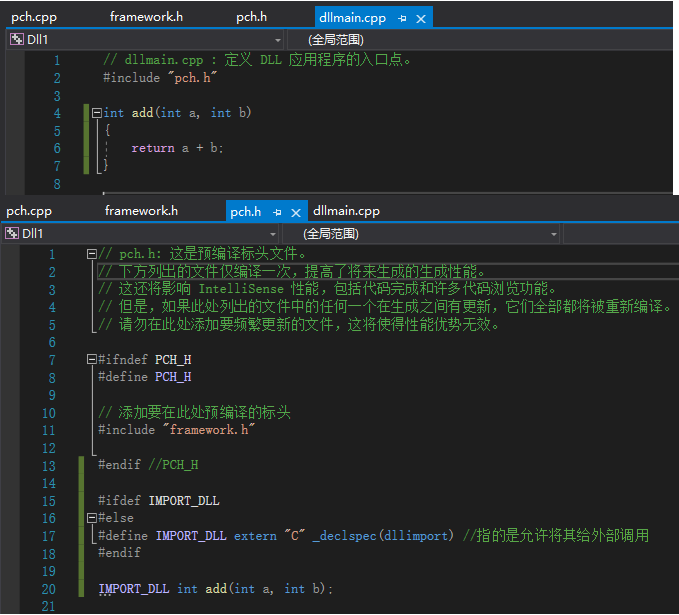 pch.cpp framework.h pch.h dllmain.cpp
Dll1 (全局范围)
1 // dllmain.cpp : 定义 DLL 应用程序的入口点。
2 #include "pch.h"
3
4 int add(int a, int b)
5 {
6 return a + b;
7 }
8
pch.cpp framework.h pch.h dllmain.cpp
Dll1 (全局范围)
1 // pch.h: 这是预编译标头文件。
2 // 下方列出的文件仅编译一次，提高了将来生成的生成性能。
3 // 这还将影响 IntelliSense 性能，包括代码完成和许多代码浏览功能。
4 // 但是，如果此处列出的文件中的任何一个在生成之间有更新，它们全部都将被重新编译。
5 // 请勿在此处添加要频繁更新的文件，这将使得性能优势无效。
6
7 #ifndef PCH_H
8 #define PCH_H
9
10 // 添加要在此处预编译的标头
11 #include "framework.h"
12
13 #endif //PCH_H
14
15 #ifdef IMPORT_DLL
16 #else
17 #define IMPORT_DLL extern "C" _declspec(dllimport) //指的是允许将其给外部调用
18 #endif
19
20 IMPORT_DLL int add(int a, int b);
21